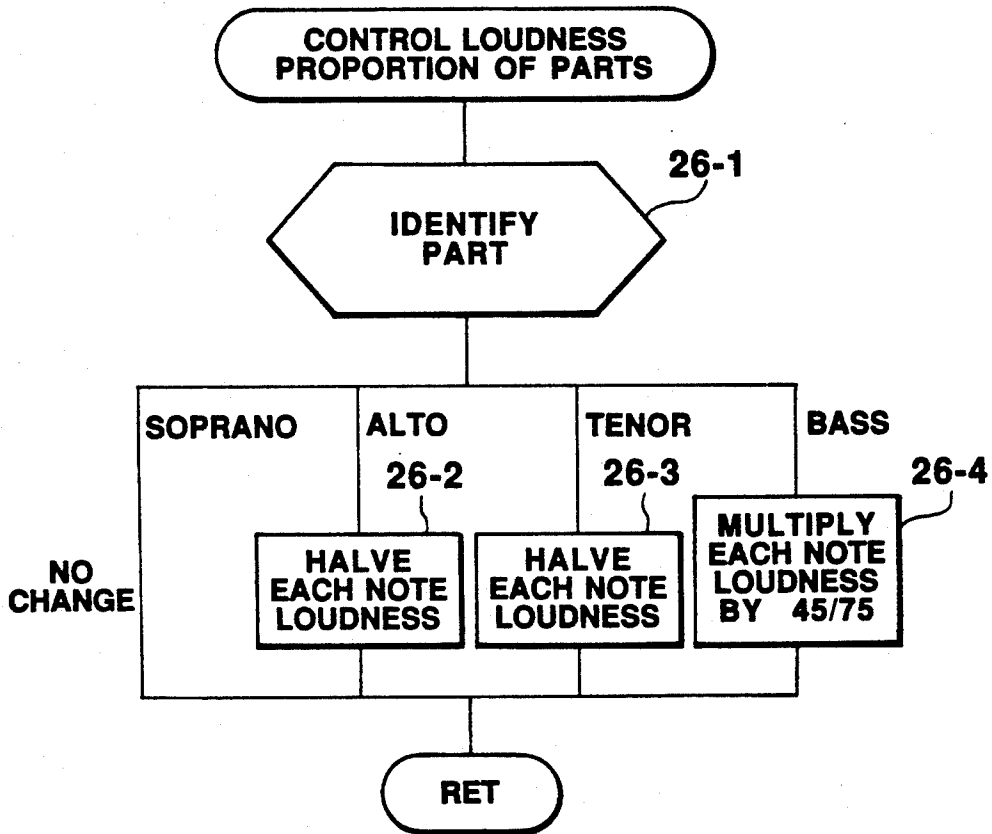 CONTROL LOUDNESS
PROPORTION OF PARTS
26-1
IDENTIFY
PART
SOPRANO
ALTO
TENOR
BASS
26-2
26-3
26-4
NO
CHANGE
HALVE
EACH NOTE
LOUDNESS
HALVE
EACH NOTE
LOUDNESS
MULTIPLY
EACH NOTE
LOUDNESS
BY 45/75
RET